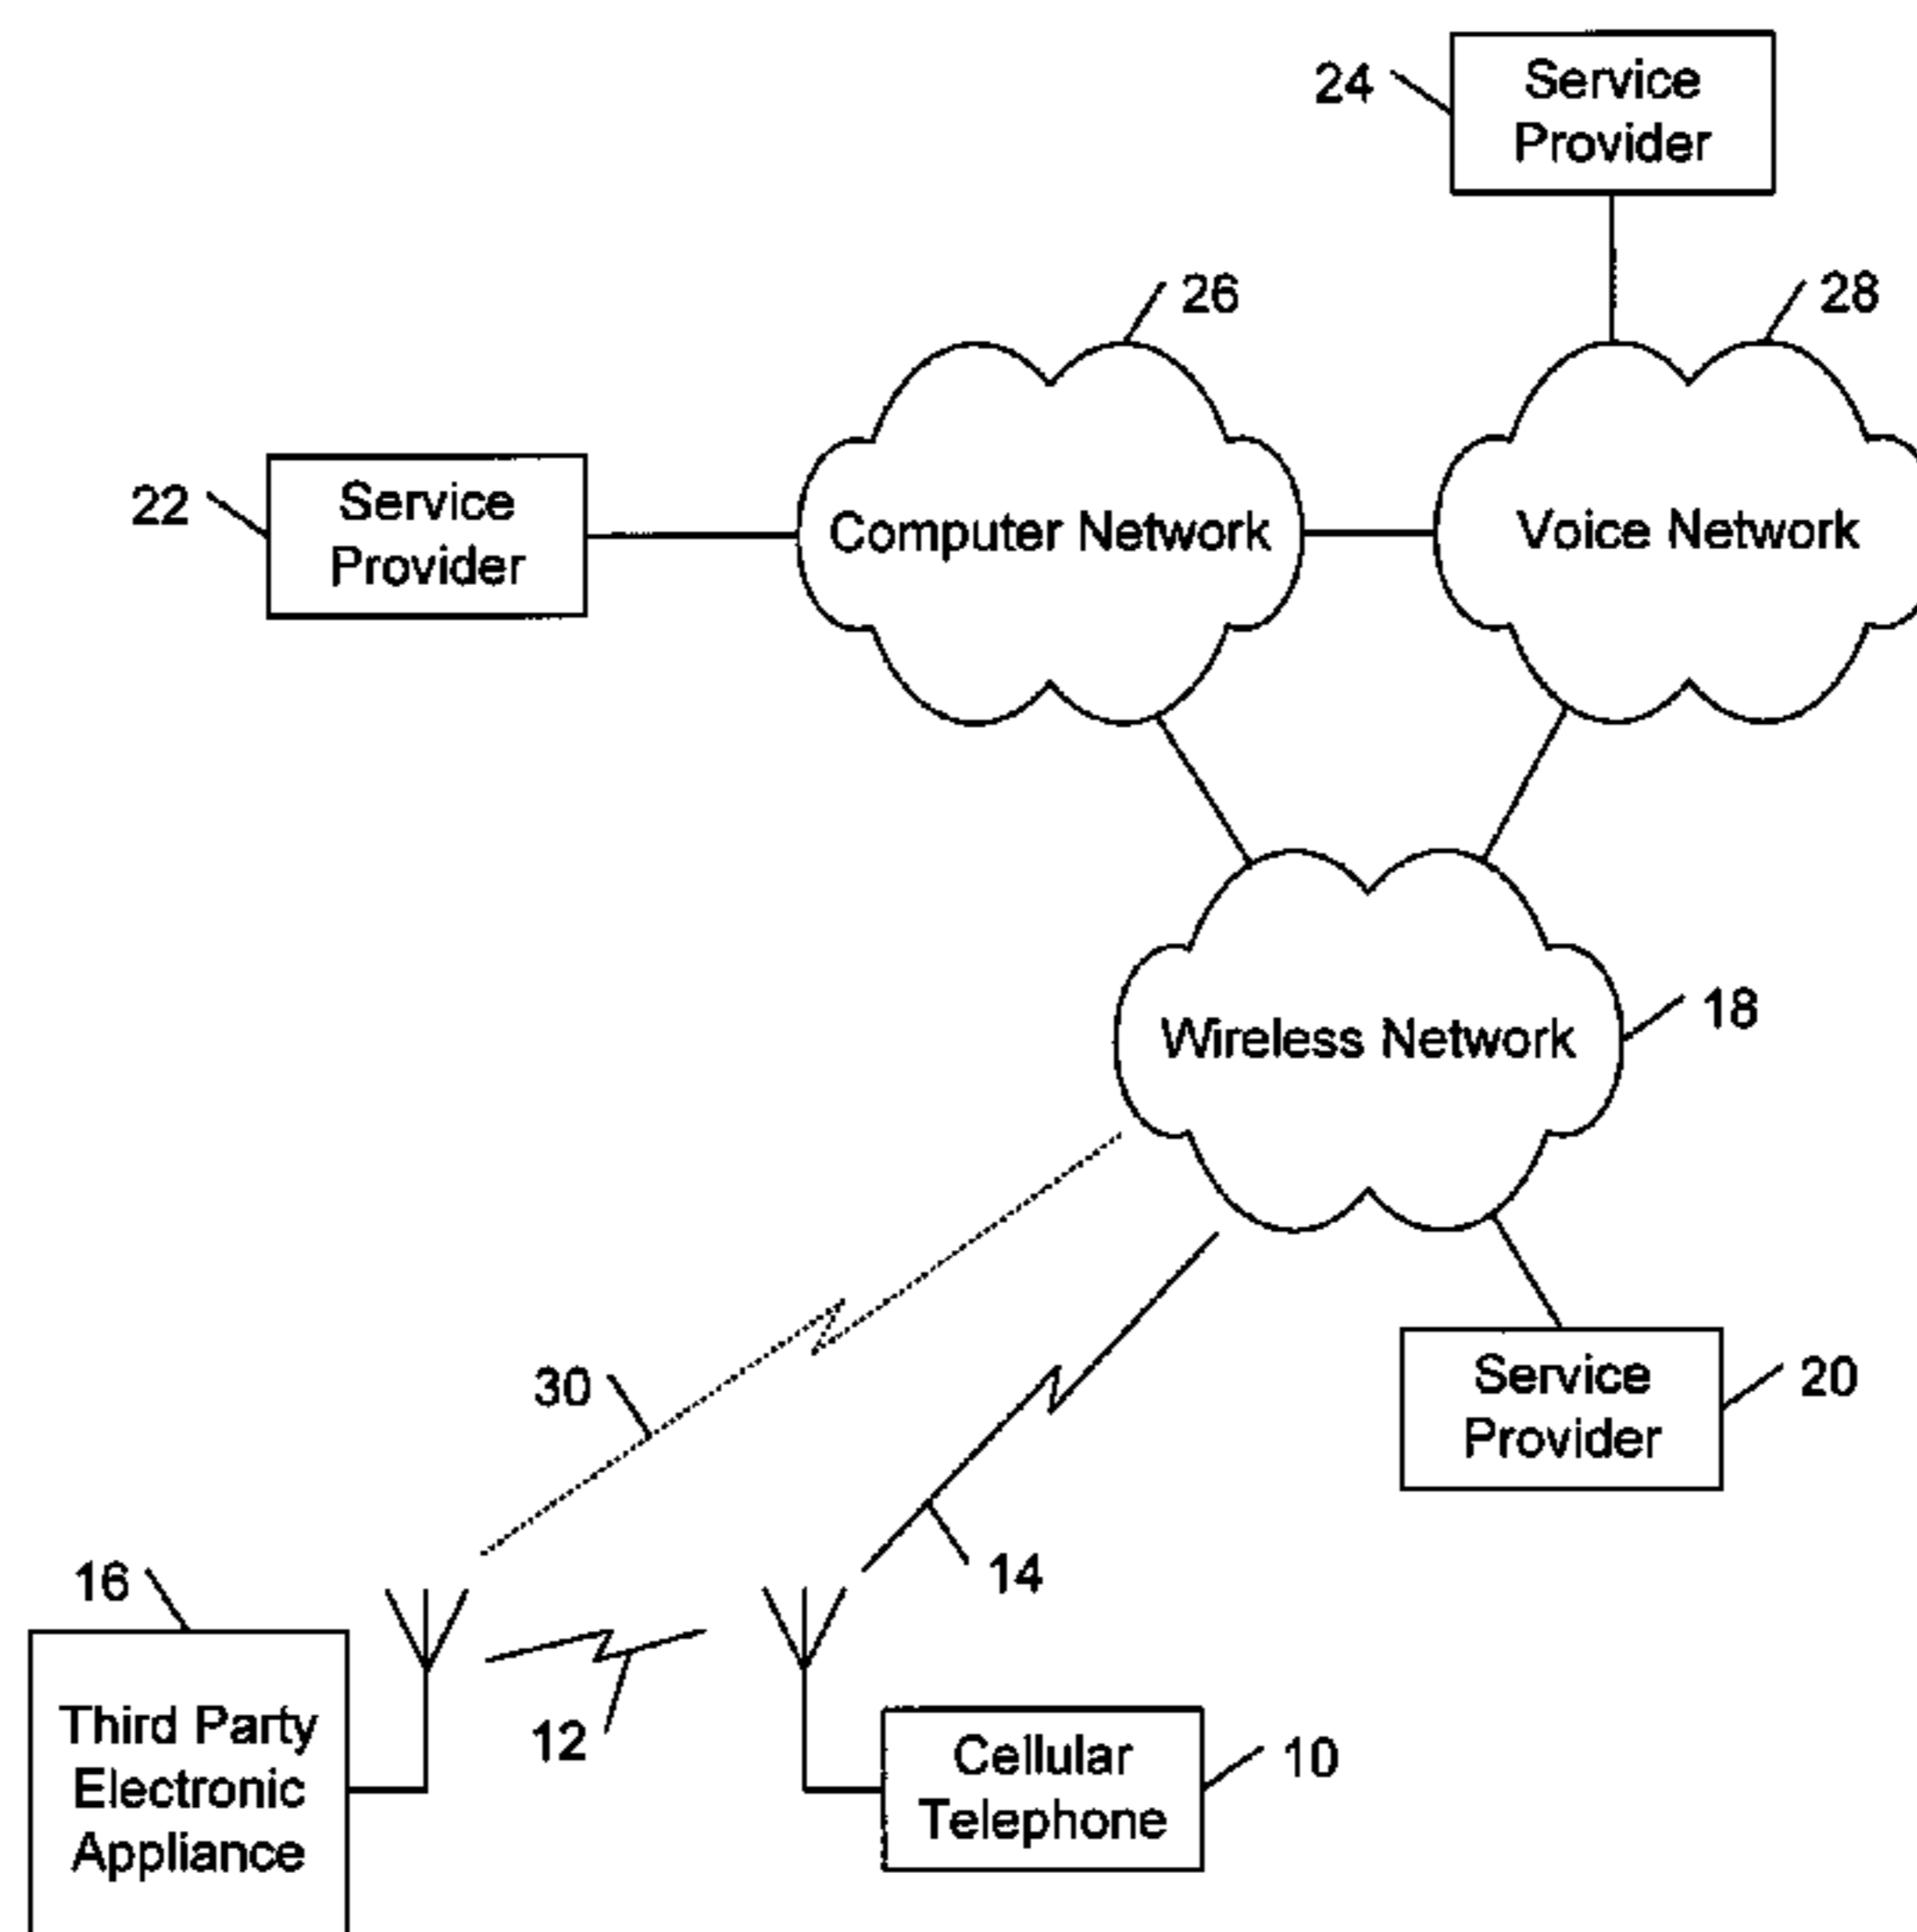 24
Service
Provider
26
28
22
Service
Provider
Computer Network
Voice Network
Wireless Network
18
30
Service
Provider
20
14
16
12
Third Party
Electronic
Appliance
Cellular
Telephone
10